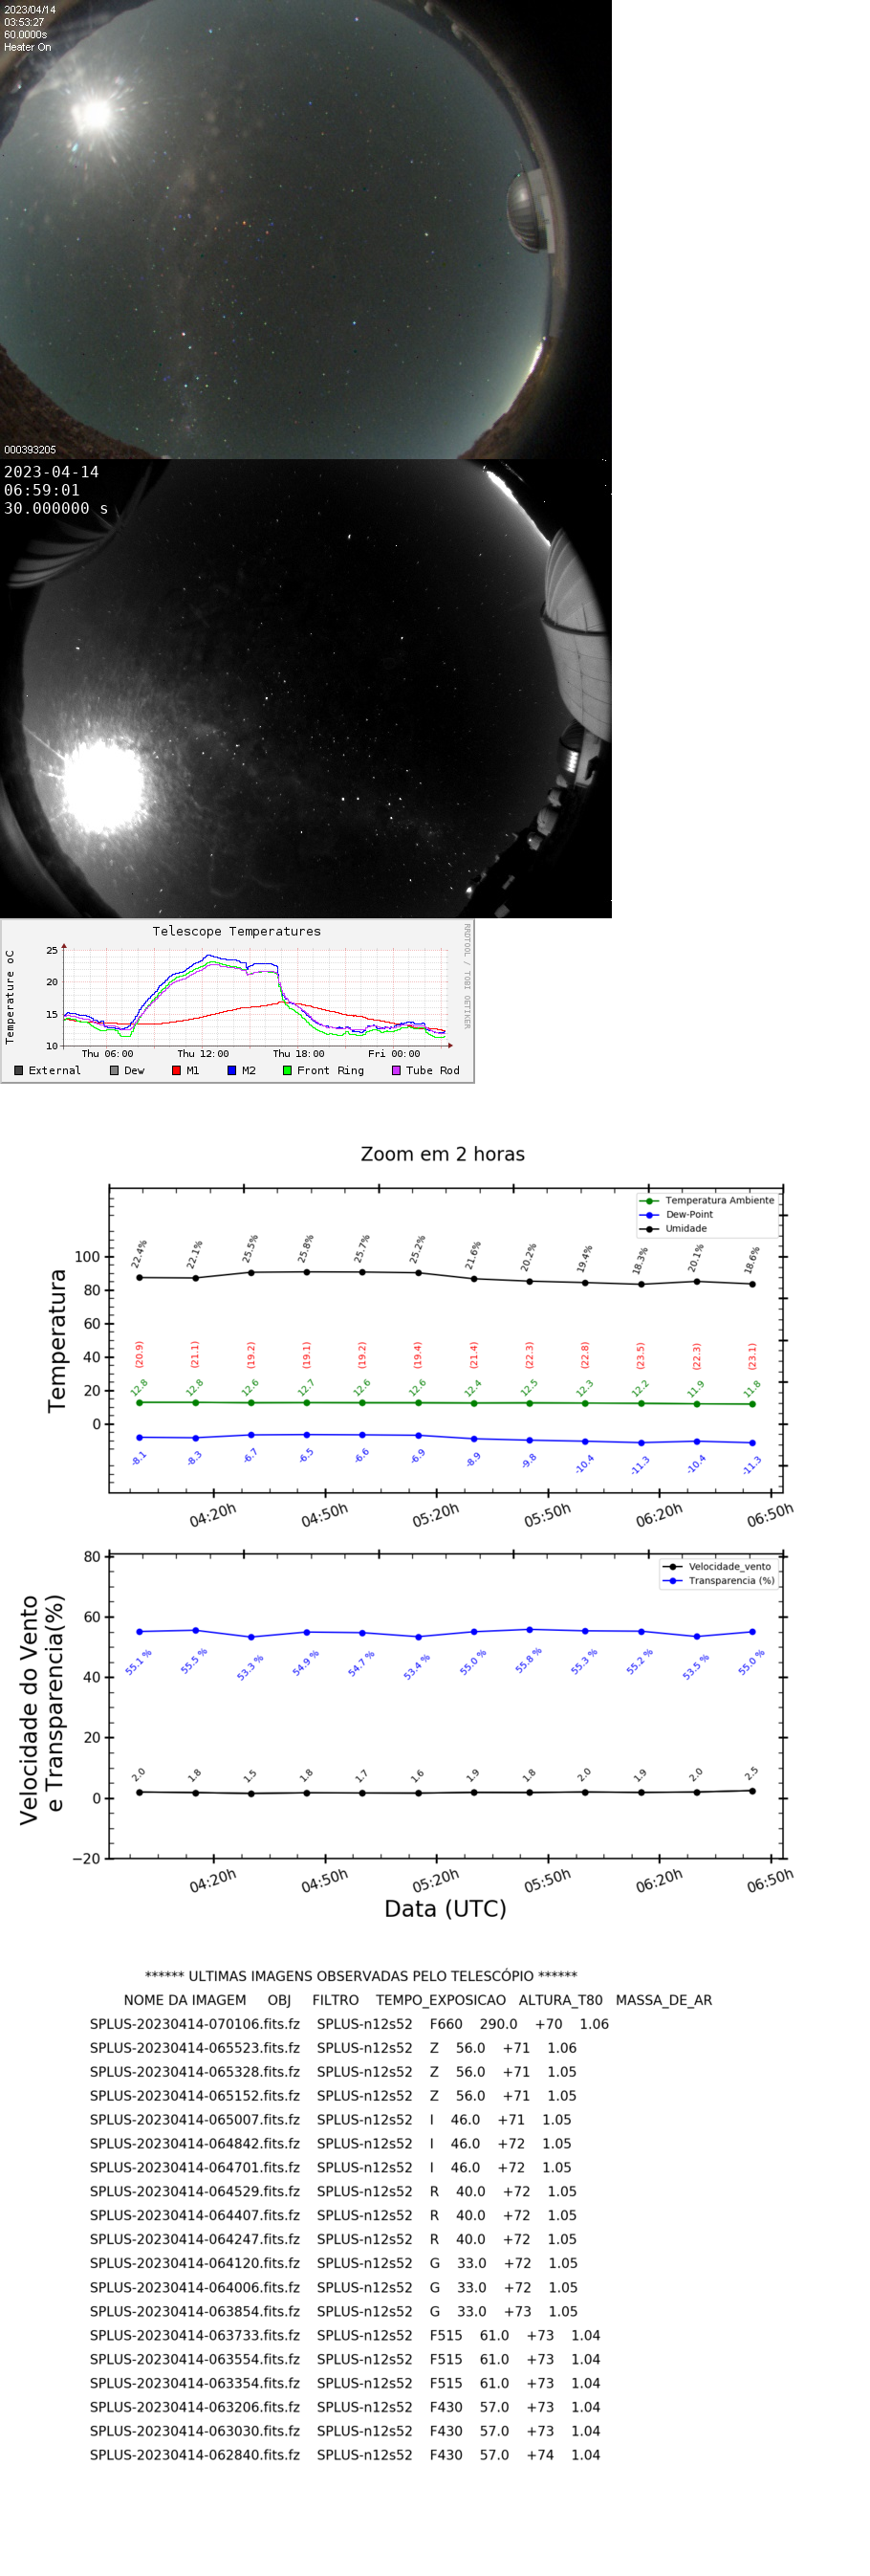 2023/04/14
03:53:27
60.0000s
Heater On
000393205
2023-04-14
06:59:01
30.000000 s
Telescope Temperatures
RRDTOOL / TOBI OETIKER
Temperature oC
25
20
15
10
Thu 06:00 Thu 12:00 Thu 18:00 Fri 00:00
External Dew M1 M2 Front Ring Tube Rod
Zoom em 2 horas
Temperatura Ambiente
Dew-Point
Umidade
Temperatura
100
80
60
40
20
0
22.4% 22.1% 25.5% 25.8% 25.7% 25.2% 21.6% 20.2% 19.4% 18.3% 20.1% 18.6%
(20.9) (21.1) (19.2) (19.1) (19.2) (19.4) (21.4) (22.3) (22.8) (23.5) (22.3) (23.1)
12.8 12.8 12.6 12.7 12.6 12.6 12.4 12.5 12.3 12.2 11.9 11.8
-8.1 -8.3 -6.7 -6.5 -6.6 -6.9 -8.9 -9.8 -10.4 -11.3 -10.4 -11.3
04:20h 04:50h 05:20h 05:50h 06:20h 06:50h
Velocidade_vento
Transparencia (%)
Velocidade do Vento
e Transparencia(%)
80
60
40
20
0
−20
55.1 % 55.5 % 53.3 % 54.9 % 54.7 % 53.4 % 55.0 % 55.8 % 55.3 % 55.2 % 53.5 % 55.0 %
2.0 1.8 1.5 1.8 1.7 1.6 1.9 1.8 2.0 1.9 2.0 2.5
04:20h 04:50h 05:20h 05:50h 06:20h 06:50h
Data (UTC)
****** ULTIMAS IMAGENS OBSERVADAS PELO TELESCÓPIO ******
NOME DA IMAGEM OBJ FILTRO TEMPO_EXPOSICAO ALTURA_T80 MASSA_DE_AR
SPLUS-20230414-070106.fits.fz SPLUS-n12s52 F660 290.0 +70 1.06
SPLUS-20230414-065523.fits.fz SPLUS-n12s52 Z 56.0 +71 1.06
SPLUS-20230414-065328.fits.fz SPLUS-n12s52 Z 56.0 +71 1.05
SPLUS-20230414-065152.fits.fz SPLUS-n12s52 Z 56.0 +71 1.05
SPLUS-20230414-065007.fits.fz SPLUS-n12s52 I 46.0 +71 1.05
SPLUS-20230414-064842.fits.fz SPLUS-n12s52 I 46.0 +72 1.05
SPLUS-20230414-064701.fits.fz SPLUS-n12s52 I 46.0 +72 1.05
SPLUS-20230414-064529.fits.fz SPLUS-n12s52 R 40.0 +72 1.05
SPLUS-20230414-064407.fits.fz SPLUS-n12s52 R 40.0 +72 1.05
SPLUS-20230414-064247.fits.fz SPLUS-n12s52 R 40.0 +72 1.05
SPLUS-20230414-064120.fits.fz SPLUS-n12s52 G 33.0 +72 1.05
SPLUS-20230414-064006.fits.fz SPLUS-n12s52 G 33.0 +72 1.05
SPLUS-20230414-063854.fits.fz SPLUS-n12s52 G 33.0 +73 1.05
SPLUS-20230414-063733.fits.fz SPLUS-n12s52 F515 61.0 +73 1.04
SPLUS-20230414-063554.fits.fz SPLUS-n12s52 F515 61.0 +73 1.04
SPLUS-20230414-063354.fits.fz SPLUS-n12s52 F515 61.0 +73 1.04
SPLUS-20230414-063206.fits.fz SPLUS-n12s52 F430 57.0 +73 1.04
SPLUS-20230414-063030.fits.fz SPLUS-n12s52 F430 57.0 +73 1.04
SPLUS-20230414-062840.fits.fz SPLUS-n12s52 F430 57.0 +74 1.04